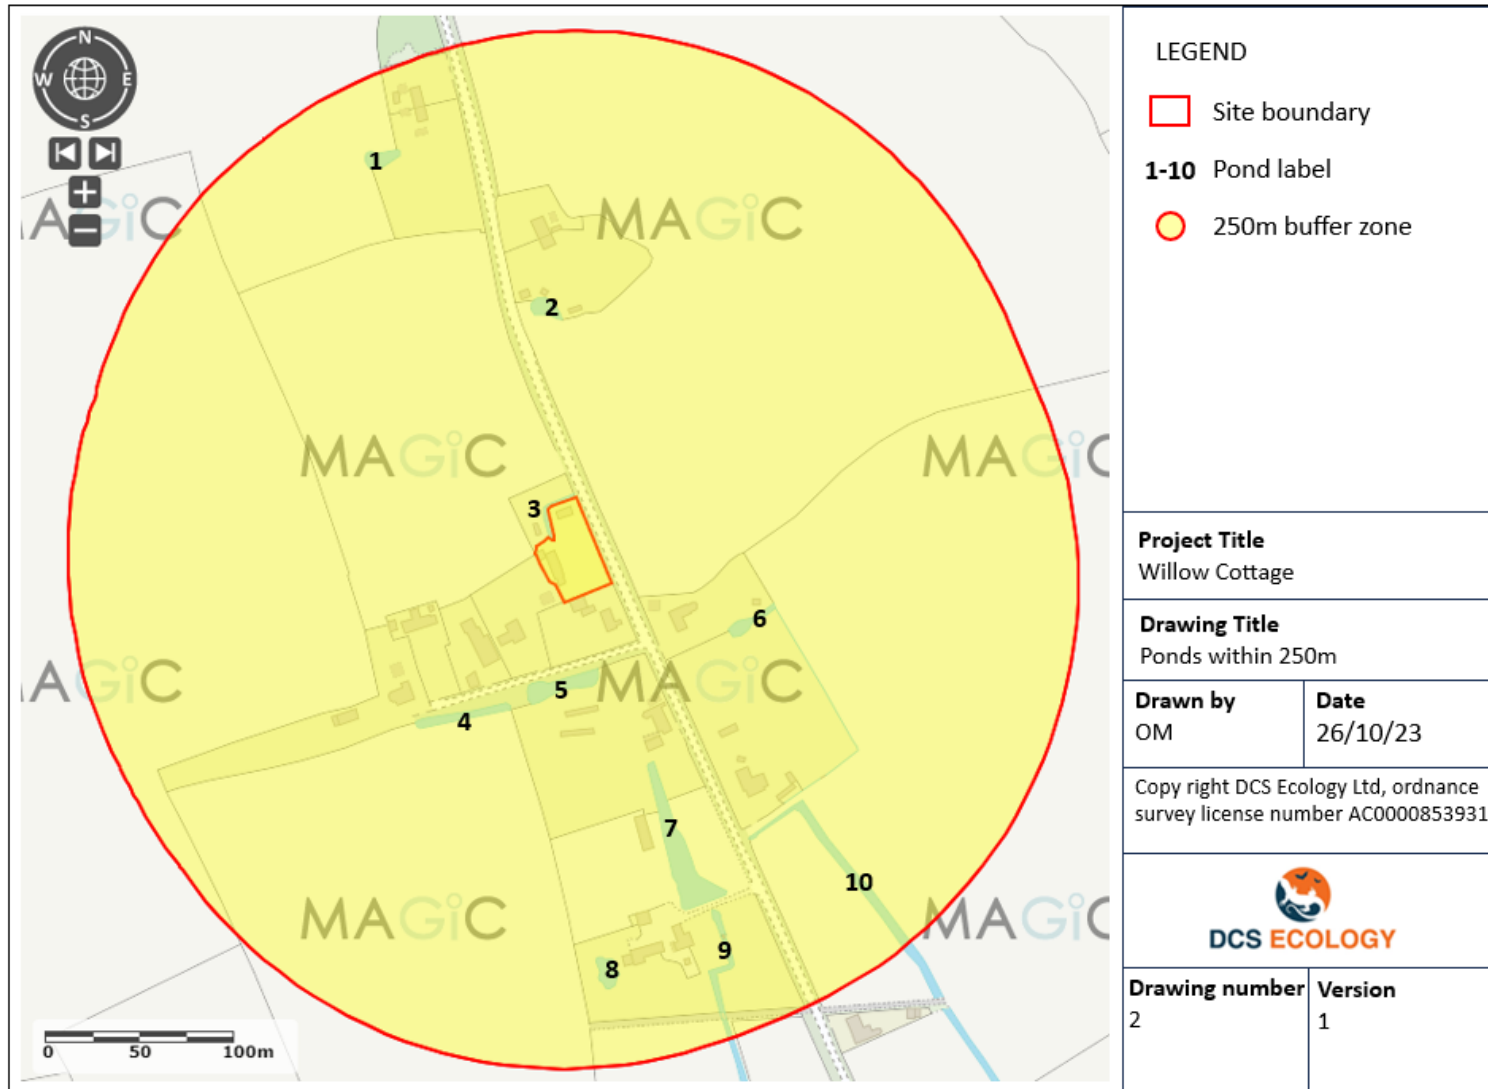 N
W
E
S
1
MAGiC
MAGiC
2
MAGiC
MAGiC
3
6
MAGiC
MAGiC
5
4
7
10
MAGiC
MAGiC
9
8
0 50 100m
LEGEND
Site boundary
1-10 Pond label
250m buffer zone
Project Title
Willow Cottage
Drawing Title
Ponds within 250m
Drawn by
OM
Date
26/10/23
Copy right DCS Ecology Ltd, ordnance
survey license number AC0000853931
DCS ECOLOGY
Drawing number
2
Version
1